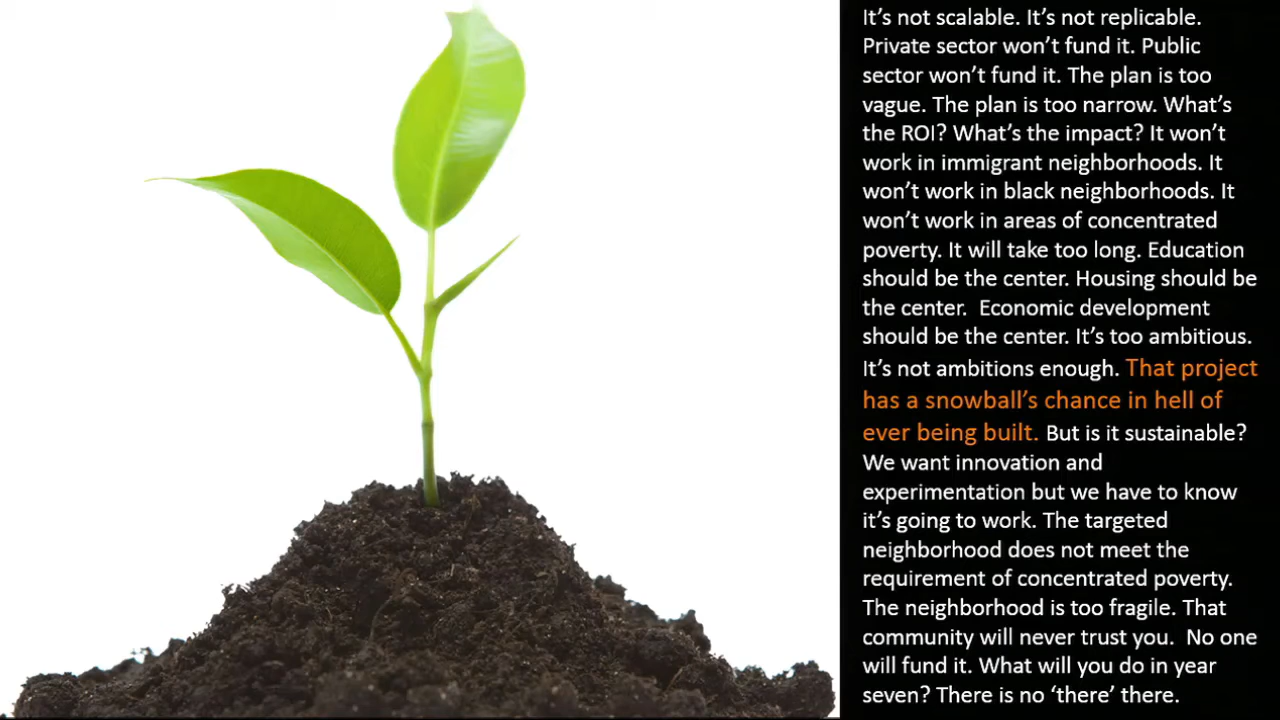 It’s not scalable. It’s not replicable.
Private sector won’t fund it. Public
sector won’t fund it. The plan is too
vague. The plan is too narrow. What’s
the ROI? What’s the impact? It won’t
work in immigrant neighborhoods. It
won’t work in black neighborhoods. It
won’t work in areas of concentrated
poverty. It will take too long. Education
should be the center. Housing should be
the center.  Economic development
should be the center. It’s too ambitious.
It’s not ambitions enough. That project
has a snowball’s chance in hell of
ever being built. But is it sustainable?
We want innovation and
experimentation but we have to know
it’s going to work. The targeted
neighborhood does not meet the
requirement of concentrated poverty.
The neighborhood is too fragile. That
community will never trust you.  No one
will fund it. What will you do in year
seven? There is no ‘there’ there.